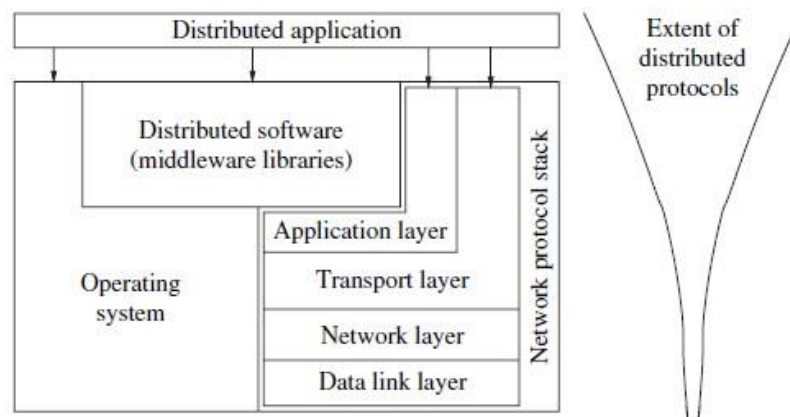 Distributed application
Extent of
distributed
protocols
Distributed software
(middleware libraries)
Network protocol stack
Application layer
Operating
system
Transport layer
Network layer
Data link layer